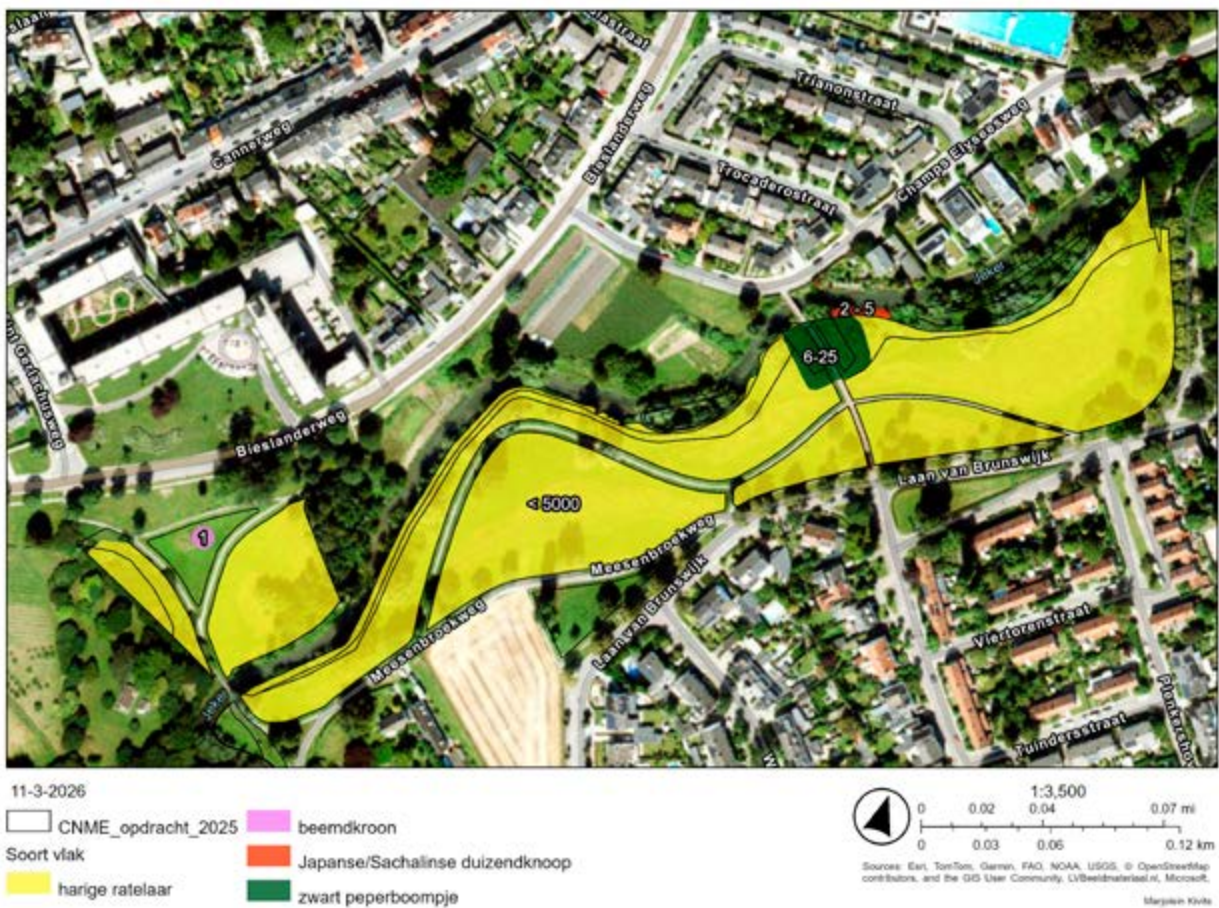 Cannerweg
Bieslanderweg
Trianonstraat
Trocaderostraat
Champs Elyseesweg
Jeker
2 - 5
6-25
Bieslanderweg
Laan van Brunswijk
< 5000
1
Meesenbroekweg
Laan van Brunswijk
Meesenbroekweg
Viertorenstraat
Jeker
Tuindersstraat
11-3-2026
CNME_opdracht_2025
Soort vlak
harige ratelaar
beemdkroon
Japanse/Sachalinse duizendknoop
zwart peperboompje
1:3,500
0 0.02 0.04 0.07 mi
0 0.03 0.06 0.12 km
Sources: Esri, TomTom, Garmin, FAO, NOAA, USGS, © OpenStreetMap
contributors, and the GIS User Community, LVBeeldmateriaal.nl, Microsoft,
Marjolein Kivits